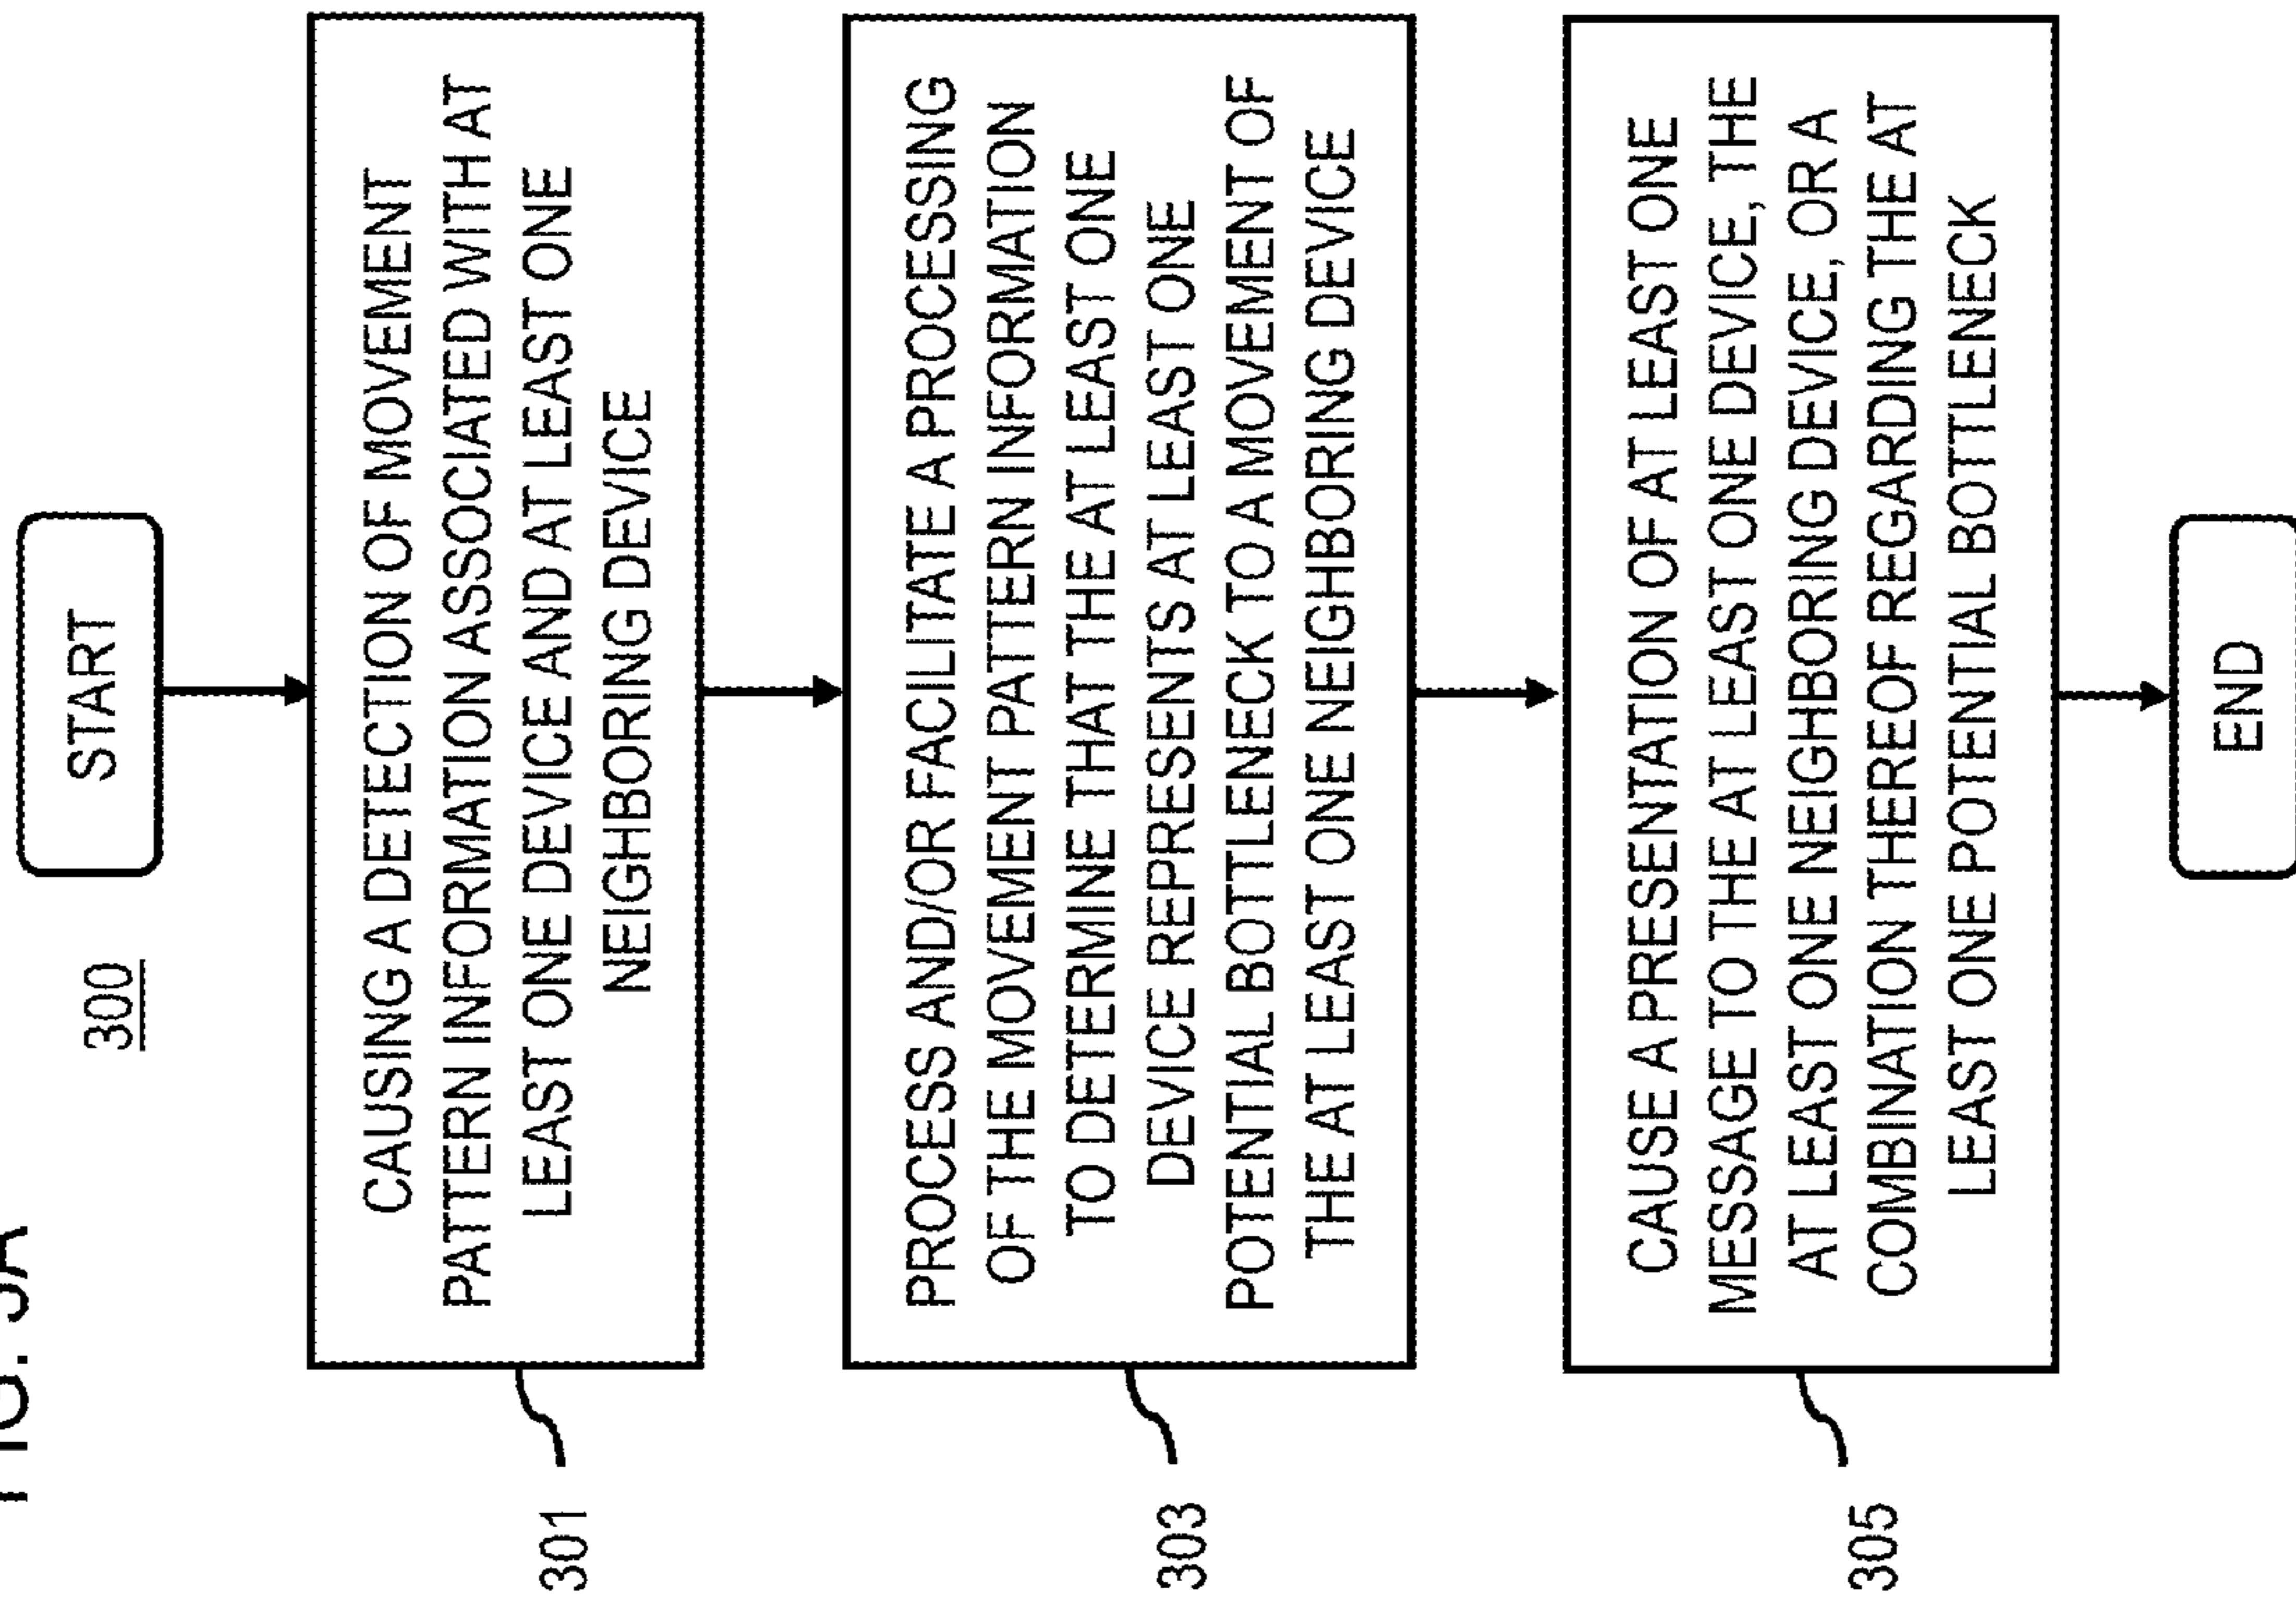 FIG. 3A
300
START
CAUSING A DETECTION OF MOVEMENT
PATTERN INFORMATION ASSOCIATED WITH AT
LEAST ONE DEVICE AND AT LEAST ONE
NEIGHBORING DEVICE
301
PROCESS AND/OR FACILITATE A PROCESSING
OF THE MOVEMENT PATTERN INFORMATION
TO DETERMINE THAT THE AT LEAST ONE
DEVICE REPRESENTS AT LEAST ONE
POTENTIAL BOTTLENECK TO A MOVEMENT OF
THE AT LEAST ONE NEIGHBORING DEVICE
303
CAUSE A PRESENTATION OF AT LEAST ONE
MESSAGE TO THE AT LEAST ONE DEVICE, THE
AT LEAST ONE NEIGHBORING DEVICE, OR A
COMBINATION THEREOF REGARDING THE AT
LEAST ONE POTENTIAL BOTTLENECK
305
END